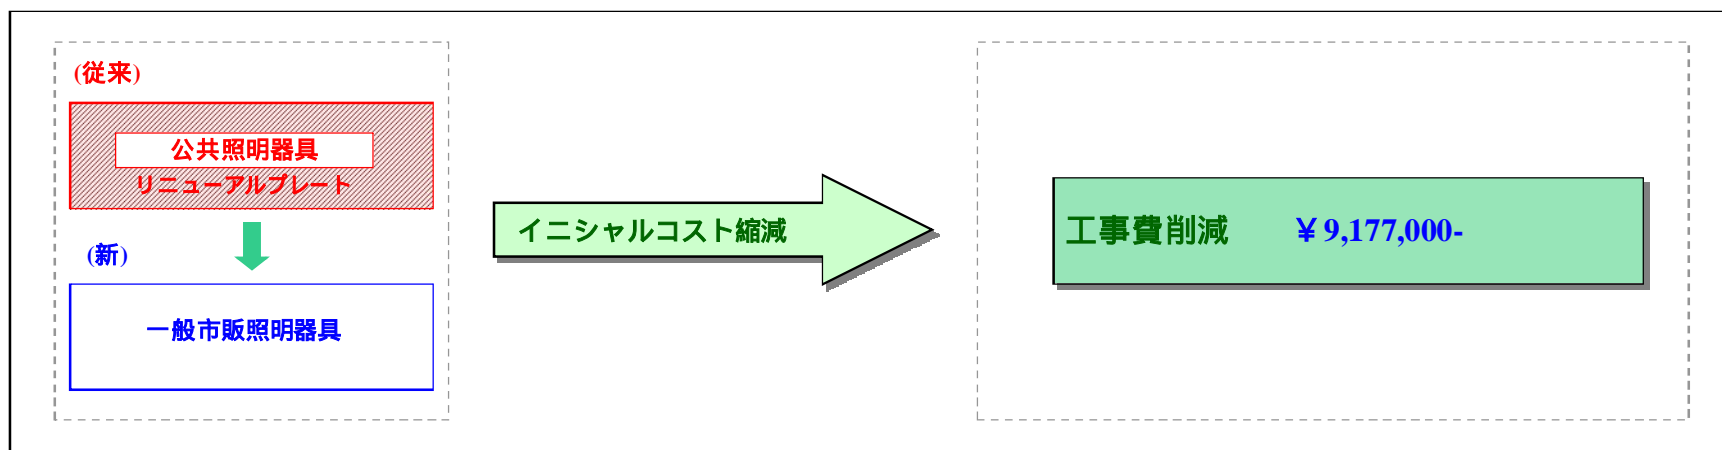 (従来)
公共照明器具
リニューアルプレート
(新)
一般市販照明器具
イニシャルコスト縮減
工事費削減 ￥9,177,000-